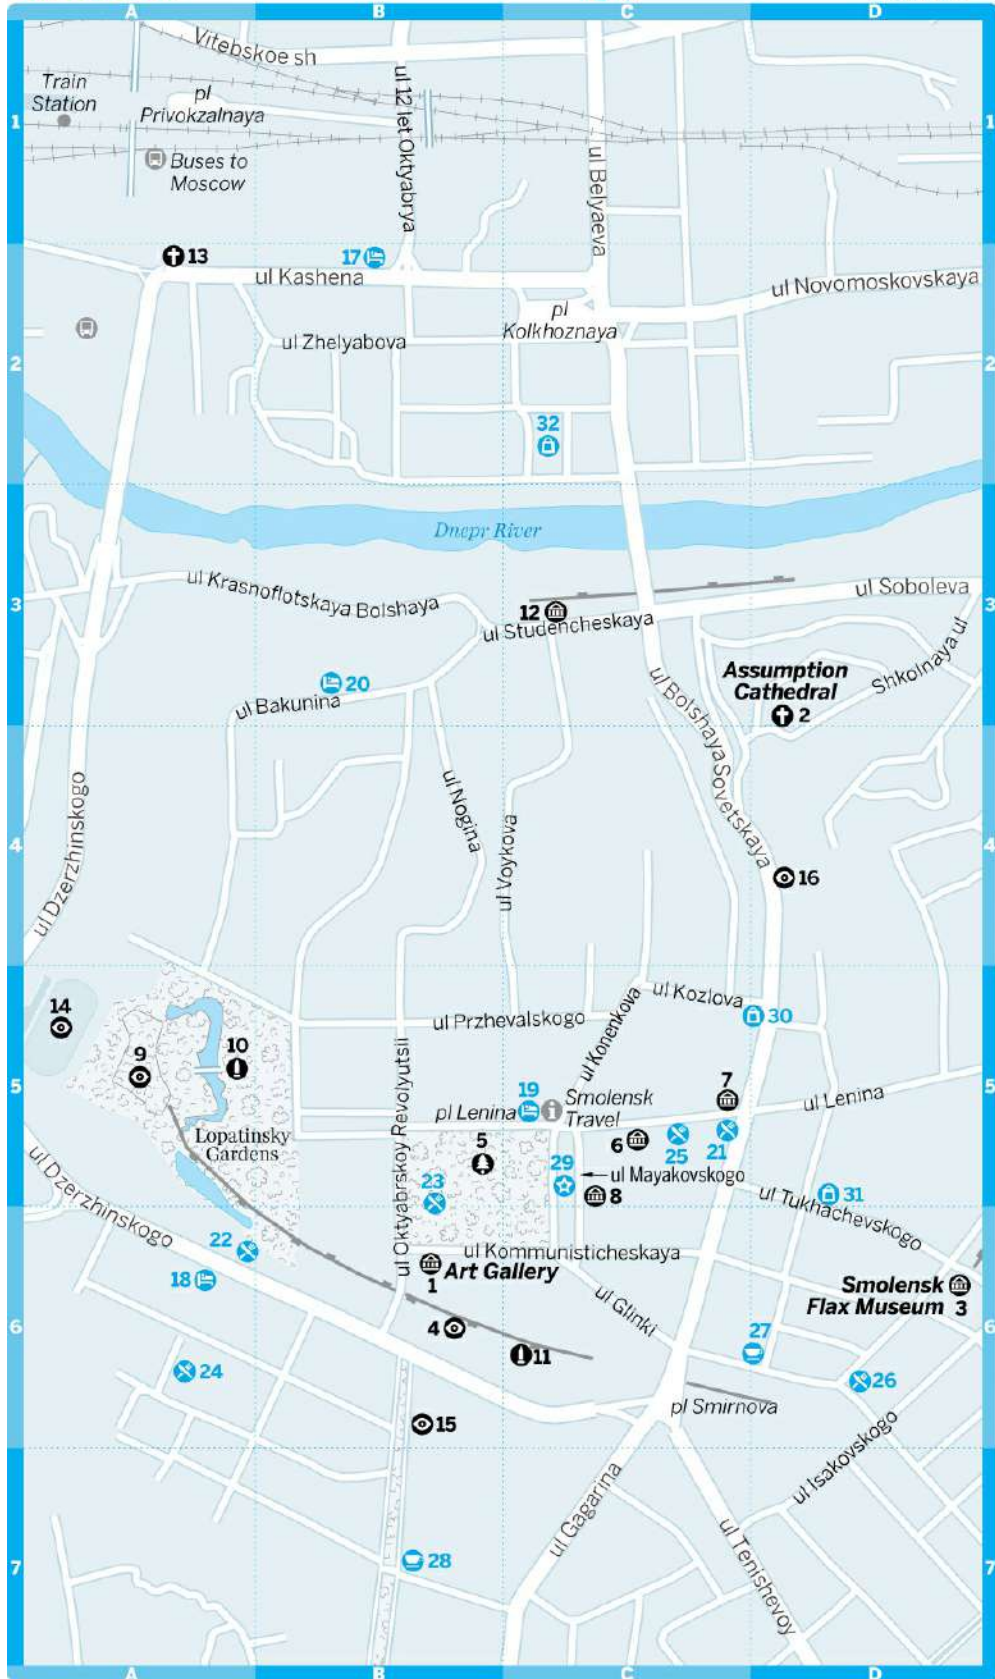 A
B
C
D
Vitebskoe sh
Train
Station
pl
Privokzalnaya
ul 12 let Oktyabrya
1
1
Buses to
Moscow
ul Belyaeva
13
17
ul Kashena
ul Novomoskovskaya
pl
Kolkhoznaya
ul Zhelyabova
2
2
32
Dnepr River
ul Krasnoflotskaya Bolshaya
ul Soboleva
3
3
12
ul Studencheskaya
Assumption
Cathedral
2
Shkolnaya ul
20
ul Bakunina
ul Bolshaya Sovetskaya
ul Nogina
ul Voykova
ul Dzerzhinskogo
4
4
16
14
ul Kozlova
30
ul Przhevalskogo
ul Konenkova
9
10
5
5
7
19
Smolensk
Travel
pl Lenina
ul Lenina
ul Oktyabrskoy Revolyutsii
Lopatinsky
Gardens
5
6
25
21
29
ul Mayakovskogo
23
8
31
ul Tukhachevskogo
ul Dzerzhinskogo
22
ul Kommunisticheskaya
18
1
Art Gallery
Smolensk
Flax Museum 3
ul Glinki
6
6
4
11
27
24
26
pl Smirnova
15
ul Isakovskogo
ul Gagarina
ul Tenishevoy
28
7
7
A
B
C
D